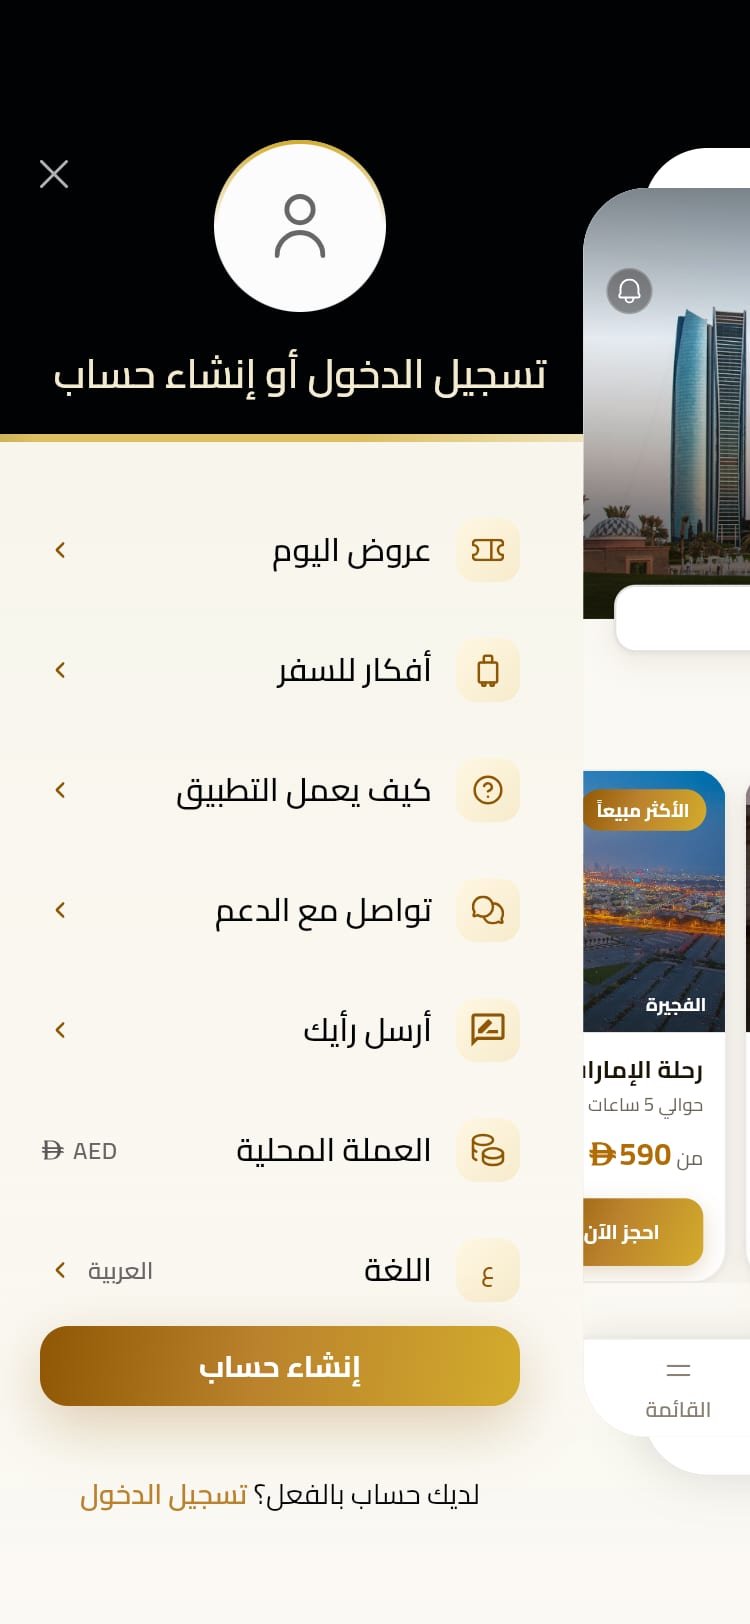 تسجيل الدخول أو إنشاء حساب
عروض اليوم
أفكار للسفر
كيف يعمل التطبيق
تواصل مع الدعم
أرسل رأيك
العملة المحلية
AED
اللغة
ع
العربية
إنشاء حساب
لديك حساب بالفعل؟ تسجيل الدخول
الأكثر مبيعاً
الفجيرة
رحلة
حوالي 5 ساعات
من 590
احجز الآن
القائمة